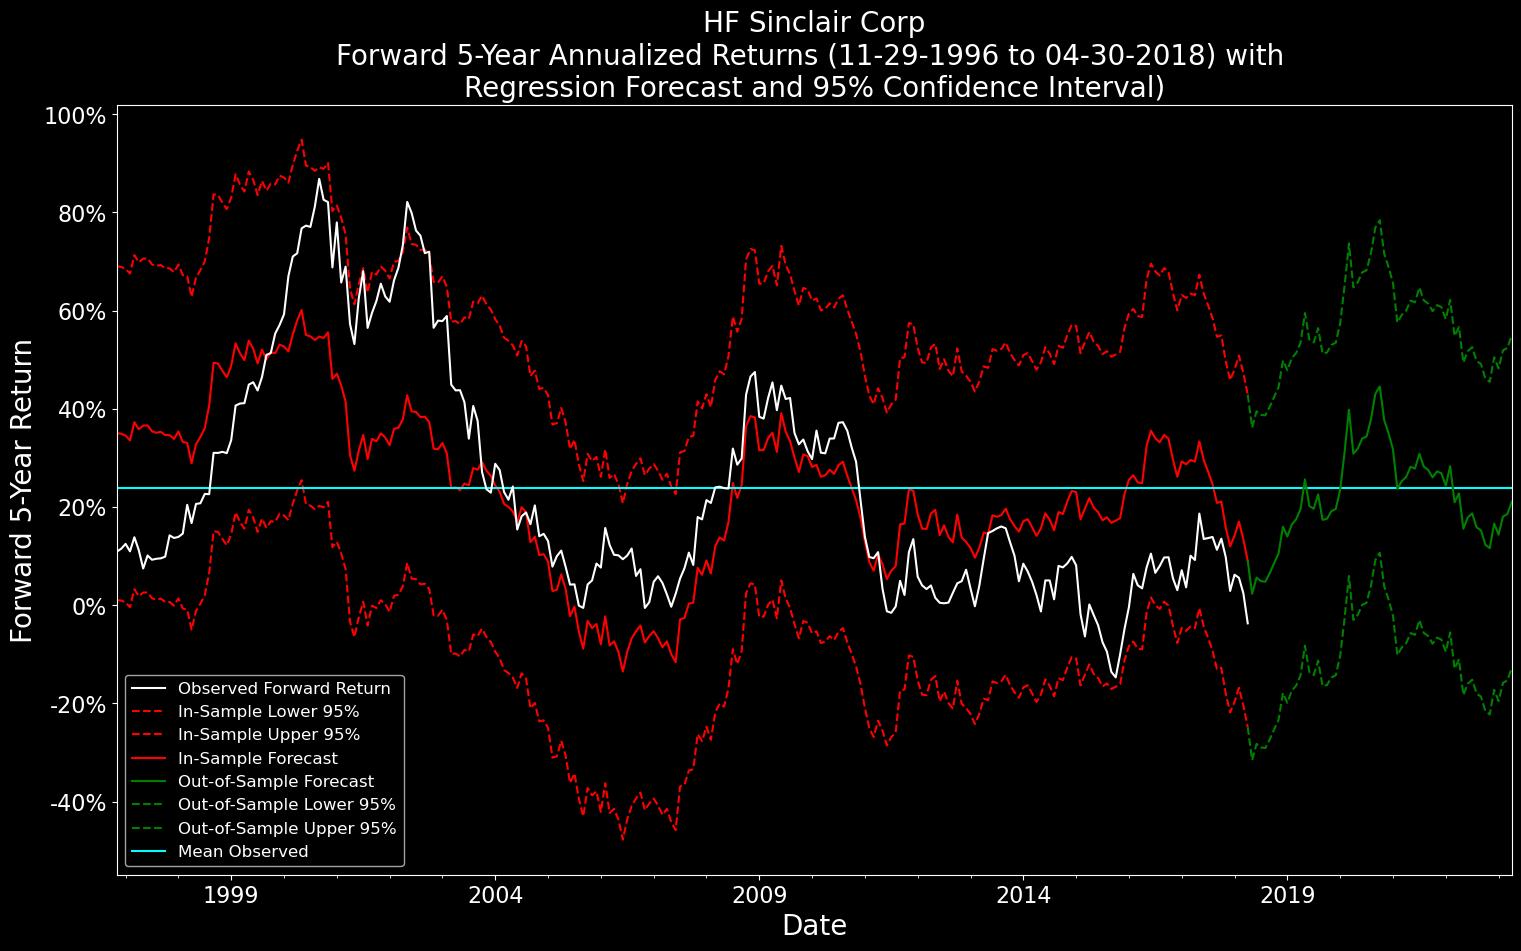 HF Sinclair Corp
Forward 5-Year Annualized Returns (11-29-1996 to 04-30-2018) with
Regression Forecast and 95% Confidence Interval)
Forward 5-Year Return
100%
80%
60%
40%
20%
0%
-20%
-40%
Observed Forward Return
In-Sample Lower 95%
In-Sample Upper 95%
In-Sample Forecast
Out-of-Sample Forecast
Out-of-Sample Lower 95%
Out-of-Sample Upper 95%
Mean Observed
1999
2004
2009
2014
2019
Date